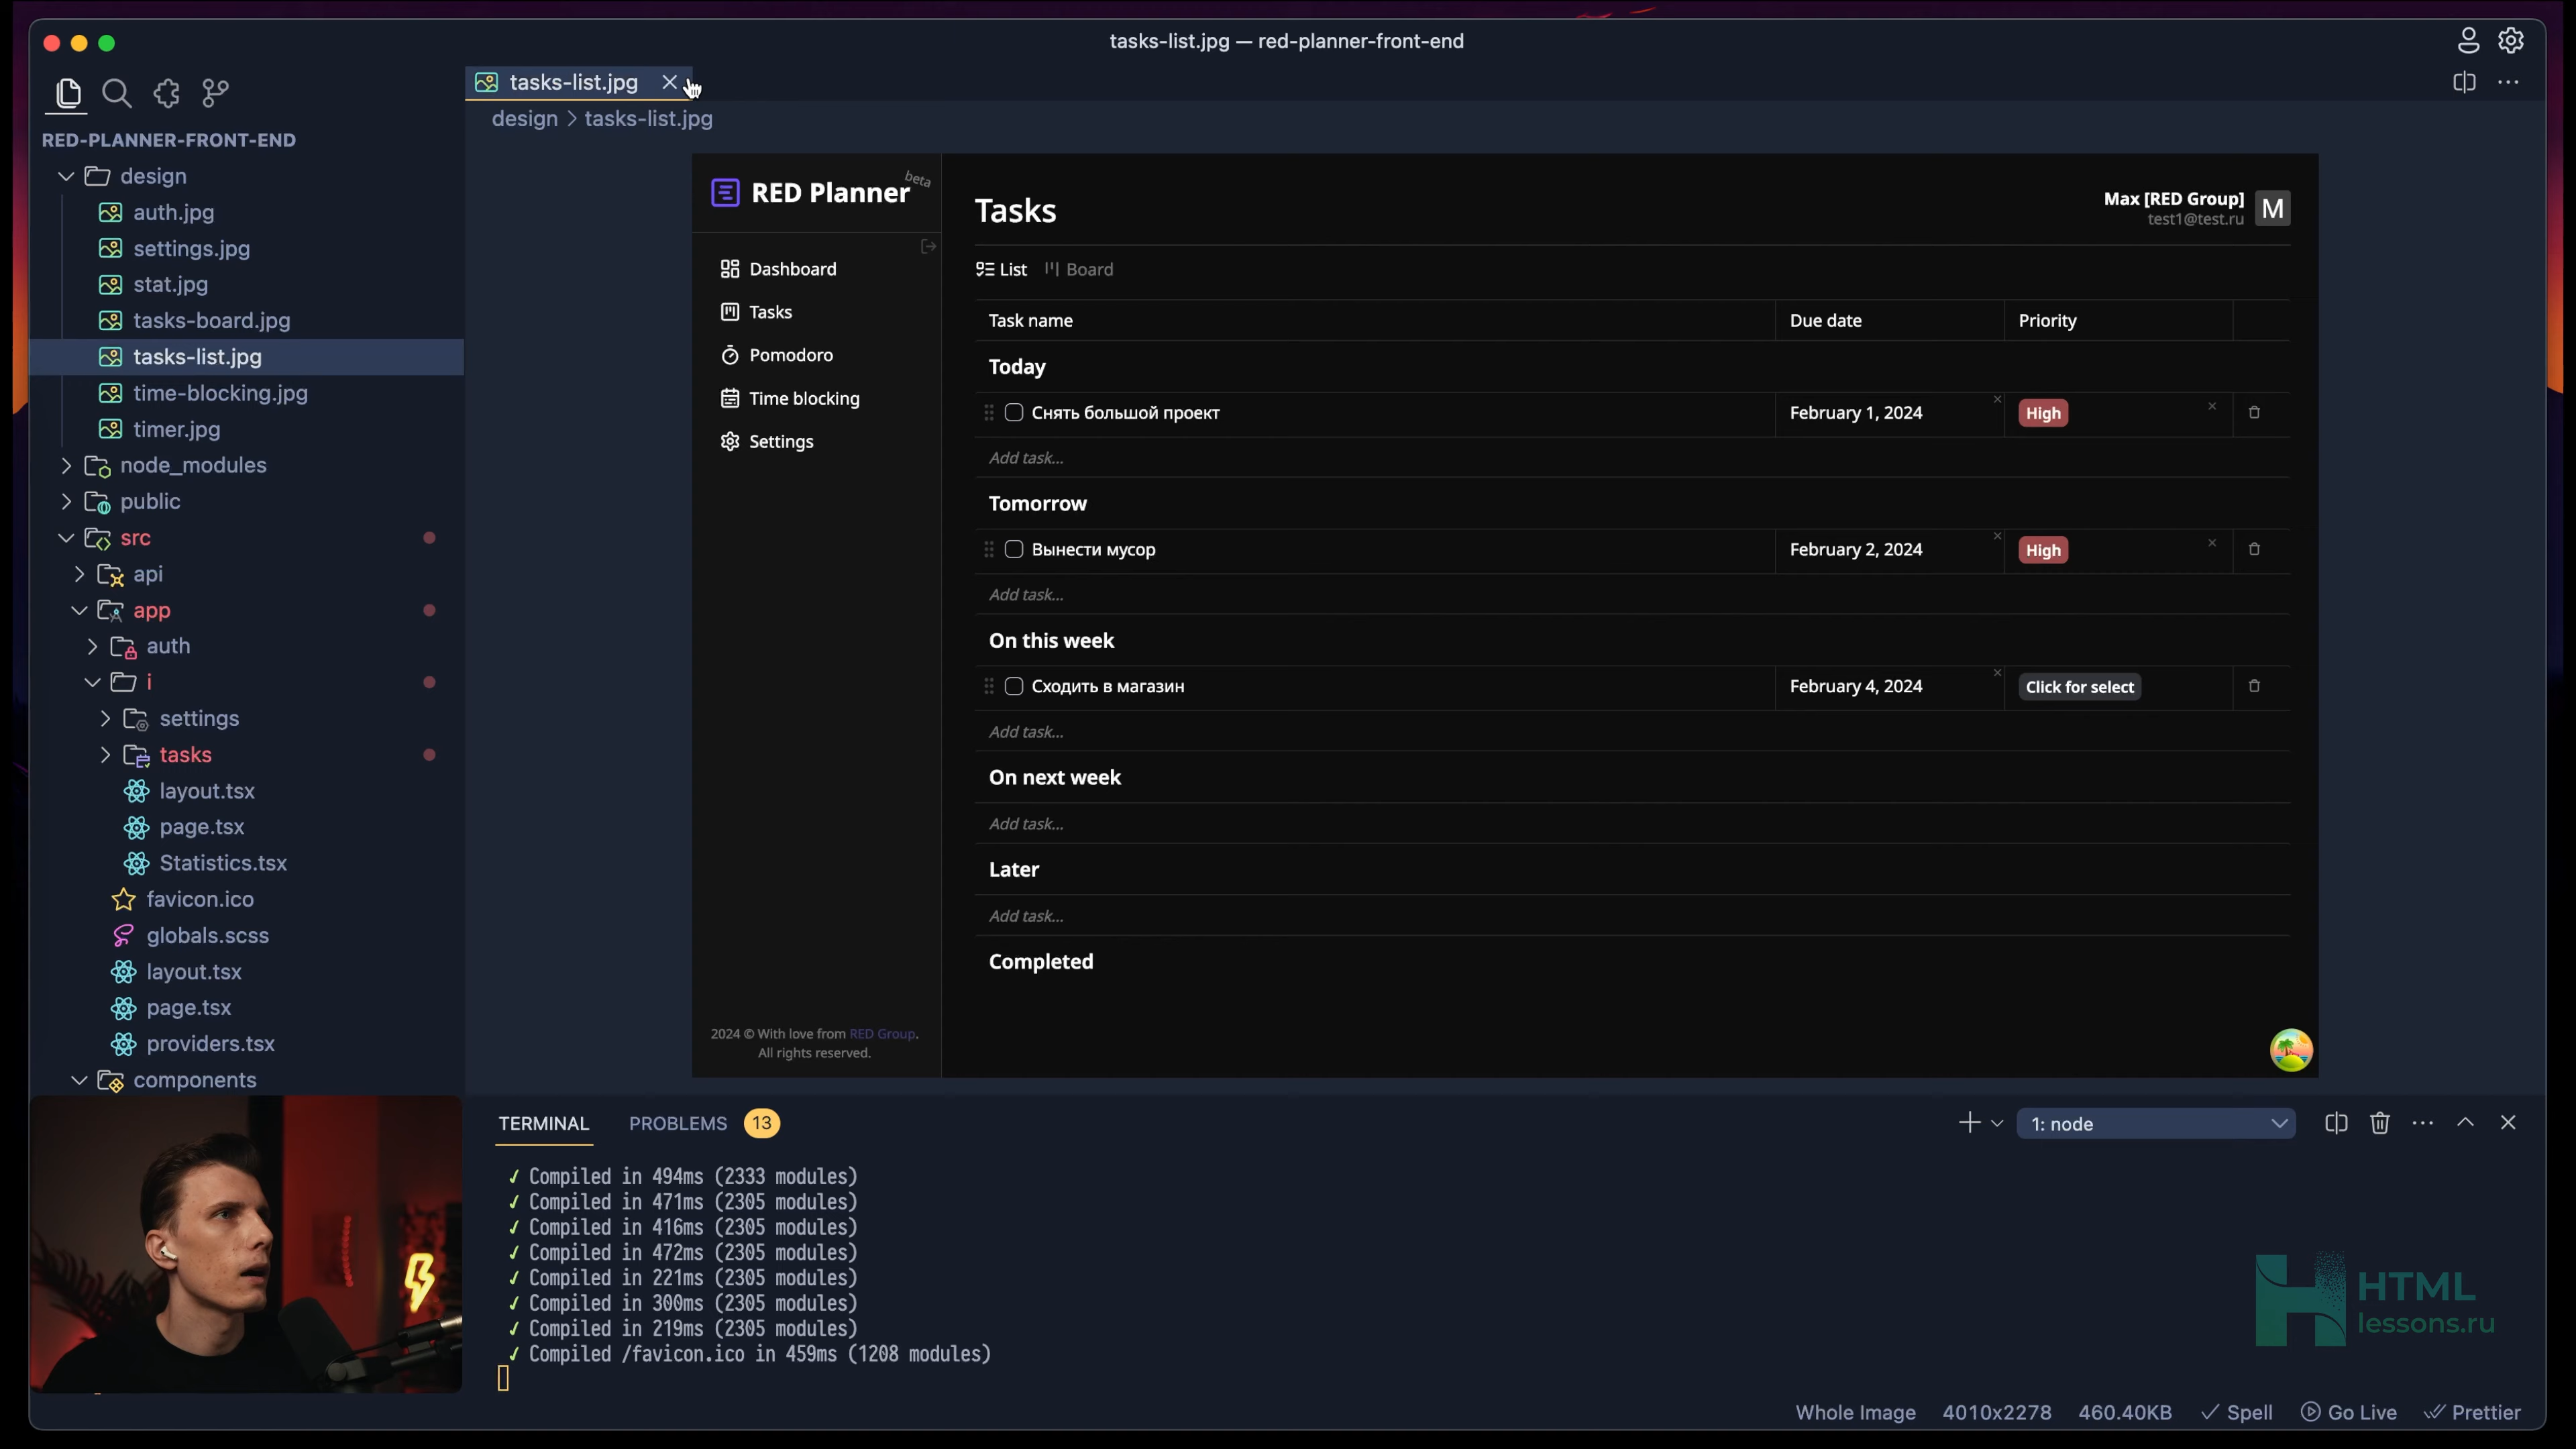 tasks-list.jpg — red-planner-front-end
tasks-list.jpg
design > tasks-list.jpg
RED-PLANNER-FRONT-END
design
auth.jpg
settings.jpg
stat.jpg
tasks-board.jpg
tasks-list.jpg
time-blocking.jpg
timer.jpg
node_modules
public
src
api
app
auth
i
settings
tasks
layout.tsx
page.tsx
Statistics.tsx
favicon.ico
globals.scss
layout.tsx
page.tsx
providers.tsx
components
RED Planner beta
Dashboard
Tasks
Pomodoro
Time blocking
Settings
2024 © With love from RED Group.
All rights reserved.
Tasks
Max [RED Group]
test1@test.ru
M
List Board
Task name Due date Priority
Today
Снять большой проект February 1, 2024 High
Add task...
Tomorrow
Вынести мусор February 2, 2024 High
Add task...
On this week
Сходить в магазин February 4, 2024 Click for select
Add task...
On next week
Add task...
Later
Add task...
Completed
TERMINAL PROBLEMS 13
1: node
✓ Compiled in 494ms (2333 modules)
✓ Compiled in 471ms (2305 modules)
✓ Compiled in 416ms (2305 modules)
✓ Compiled in 472ms (2305 modules)
✓ Compiled in 221ms (2305 modules)
✓ Compiled in 300ms (2305 modules)
✓ Compiled in 219ms (2305 modules)
✓ Compiled /favicon.ico in 459ms (1208 modules)
HTML
lessons.ru
Whole Image 4010x2278 460.40KB Spell Go Live Prettier